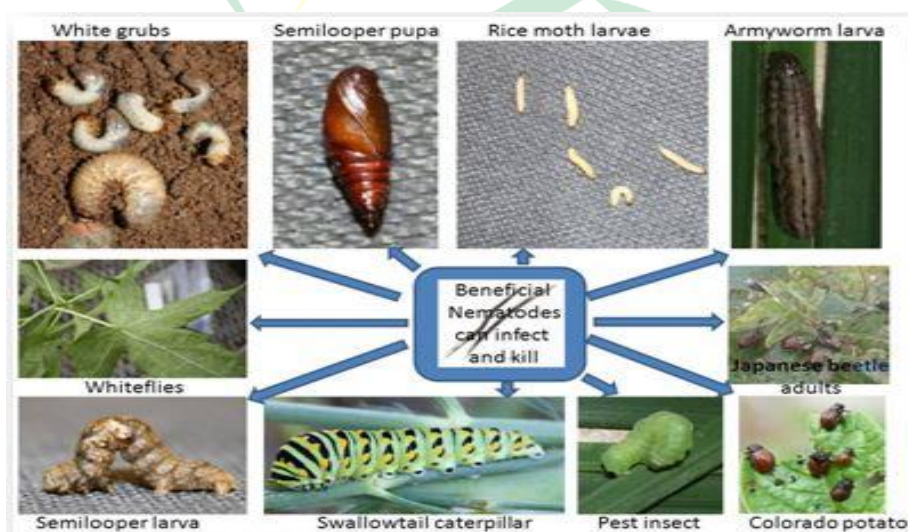 White grubs
Semilooper pupa
Rice moth larvae
Armyworm larva
Beneficial
Nematodes
can infect
and kill
Whiteflies
Japanese beetle
adults
Semilooper larva
Swallowtail caterpillar
Pest insect
Colorado potato